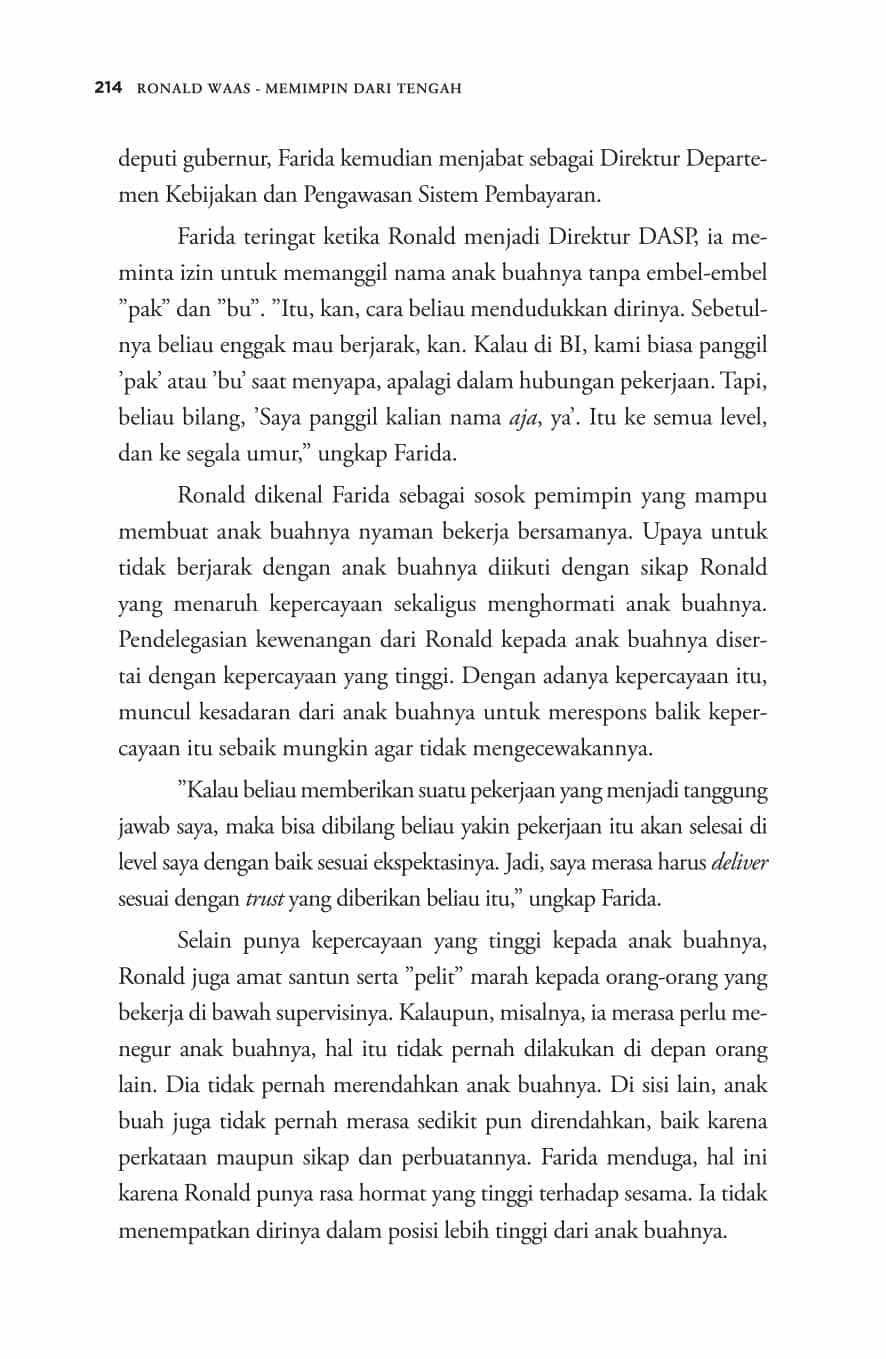 214 RONALD WAAS - MEMIMPIN DARI TENGAH
deputi gubernur, Farida kemudian menjabat sebagai Direktur Departe-
men Kebijakan dan Pengawasan Sistem Pembayaran.
Farida teringat ketika Ronald menjadi Direktur DASP, ia me-
minta izin untuk memanggil nama anak buahnya tanpa embel-embel
”pak” dan ”bu”. ”Itu, kan, cara beliau mendudukkan dirinya. Sebetul-
nya beliau enggak mau berjarak, kan. Kalau di BI, kami biasa panggil
’pak’ atau ’bu’ saat menyapa, apalagi dalam hubungan pekerjaan. Tapi,
beliau bilang, ’Saya panggil kalian nama aja, ya’. Itu ke semua level,
dan ke segala umur,” ungkap Farida.
Ronald dikenal Farida sebagai sosok pemimpin yang mampu
membuat anak buahnya nyaman bekerja bersamanya. Upaya untuk
tidak berjarak dengan anak buahnya diikuti dengan sikap Ronald
yang menaruh kepercayaan sekaligus menghormati anak buahnya.
Pendelegasian kewenangan dari Ronald kepada anak buahnya diser-
tai dengan kepercayaan yang tinggi. Dengan adanya kepercayaan itu,
muncul kesadaran dari anak buahnya untuk merespons balik keper-
cayaan itu sebaik mungkin agar tidak mengecewakannya.
”Kalau beliau memberikan suatu pekerjaan yang menjadi tanggung
jawab saya, maka bisa dibilang beliau yakin pekerjaan itu akan selesai di
level saya dengan baik sesuai ekspektasinya. Jadi, saya merasa harus deliver
sesuai dengan trust yang diberikan beliau itu,” ungkap Farida.
Selain punya kepercayaan yang tinggi kepada anak buahnya,
Ronald juga amat santun serta ”pelit” marah kepada orang-orang yang
bekerja di bawah supervisinya. Kalaupun, misalnya, ia merasa perlu me-
negur anak buahnya, hal itu tidak pernah dilakukan di depan orang
lain. Dia tidak pernah merendahkan anak buahnya. Di sisi lain, anak
buah juga tidak pernah merasa sedikit pun direndahkan, baik karena
perkataan maupun sikap dan perbuatannya. Farida menduga, hal ini
karena Ronald punya rasa hormat yang tinggi terhadap sesama. Ia tidak
menempatkan dirinya dalam posisi lebih tinggi dari anak buahnya.